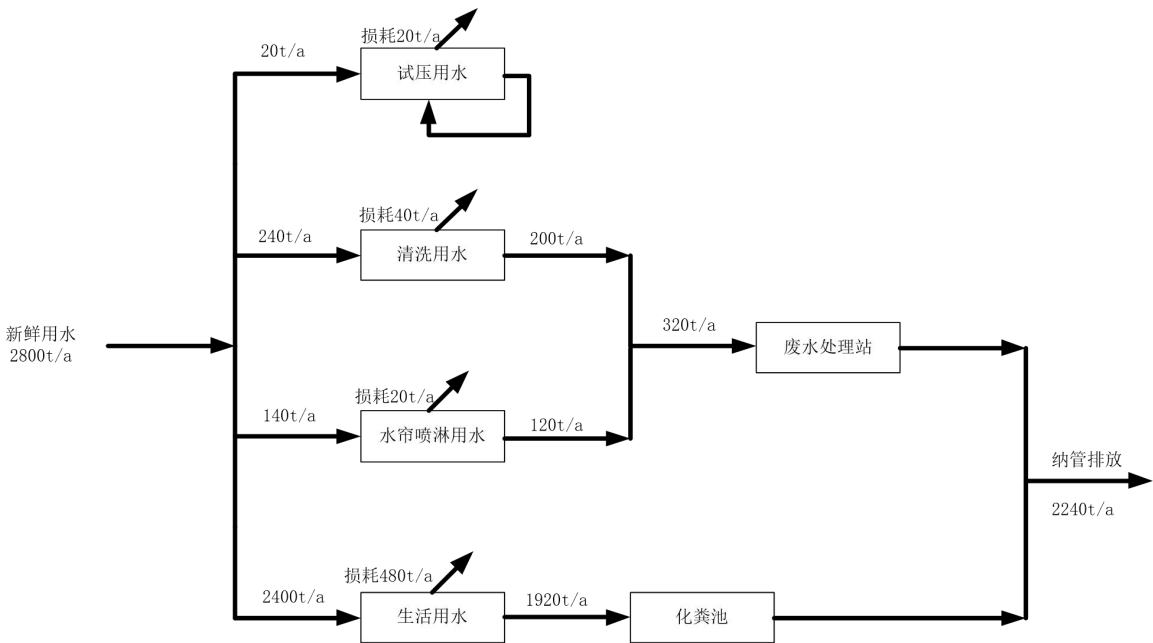 损耗20t/a
20t/a
试压用水
损耗40t/a
240t/a
清洗用水
200t/a
新鲜用水
2800t/a
320t/a
废水处理站
损耗20t/a
140t/a
水帘喷淋用水
120t/a
纳管排放
2240t/a
损耗480t/a
2400t/a
生活用水
1920t/a
化粪池